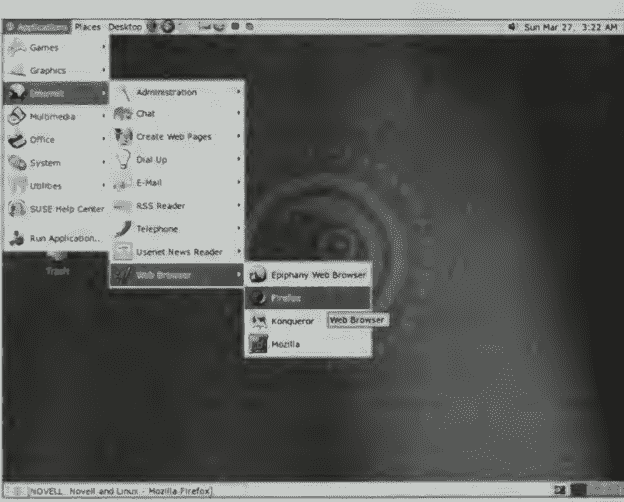 Applications Places Desktop Sun Mar 27, 3:22 AM
Games
Graphics
Internet
Multimedia
Office
System
Utilities
SUSE Help Center
Run Application...
Trash
Administration
Chat
Create Web Pages
Dial Up
E-Mail
RSS Reader
Telephone
Usenet News Reader
Web Browser
Epiphany Web Browser
Firefox
Konqueror Web Browser
Mozilla
[NOVELL: Novell and Linux - Mozilla Firefox]